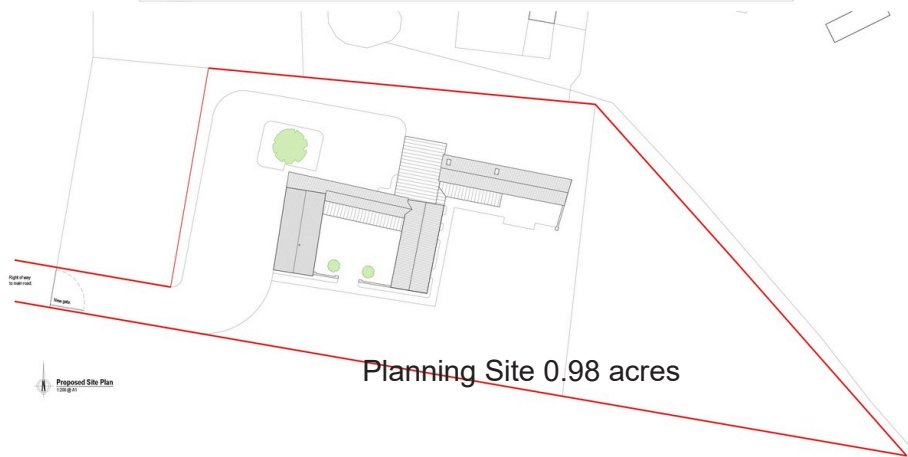 Right of way
to main road.
New gate.
Planning Site 0.98 acres
N
Proposed Site Plan
1:200 @ A1